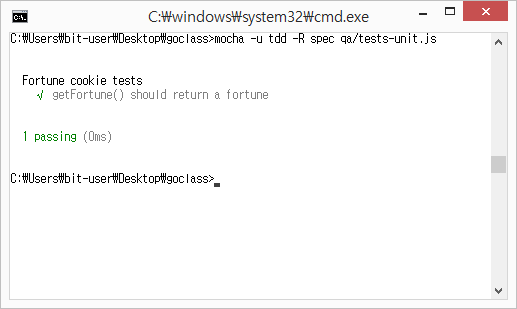 C:₩windows₩system32₩cmd.exe
C:₩Users₩bit-user₩Desktop₩goclass>mocha -u tdd -R spec qa/tests-unit.js
Fortune cookie tests
√ getFortune() should return a fortune
1 passing (0ms)
C:₩Users₩bit-user₩Desktop₩goclass>